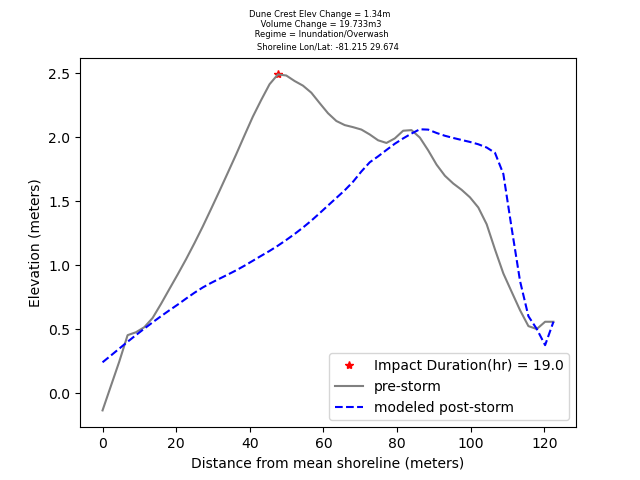 Dune Crest Elev Change = 1.34m
Volume Change = 19.733m3
Regime = Inundation/Overwash
Shoreline Lon/Lat: -81.215 29.674
2.5
2.0
1.5
1.0
0.5
0.0
Elevation (meters)
Impact Duration(hr) = 19.0
pre-storm
modeled post-storm
0 20 40 60 80 100 120
Distance from mean shoreline (meters)